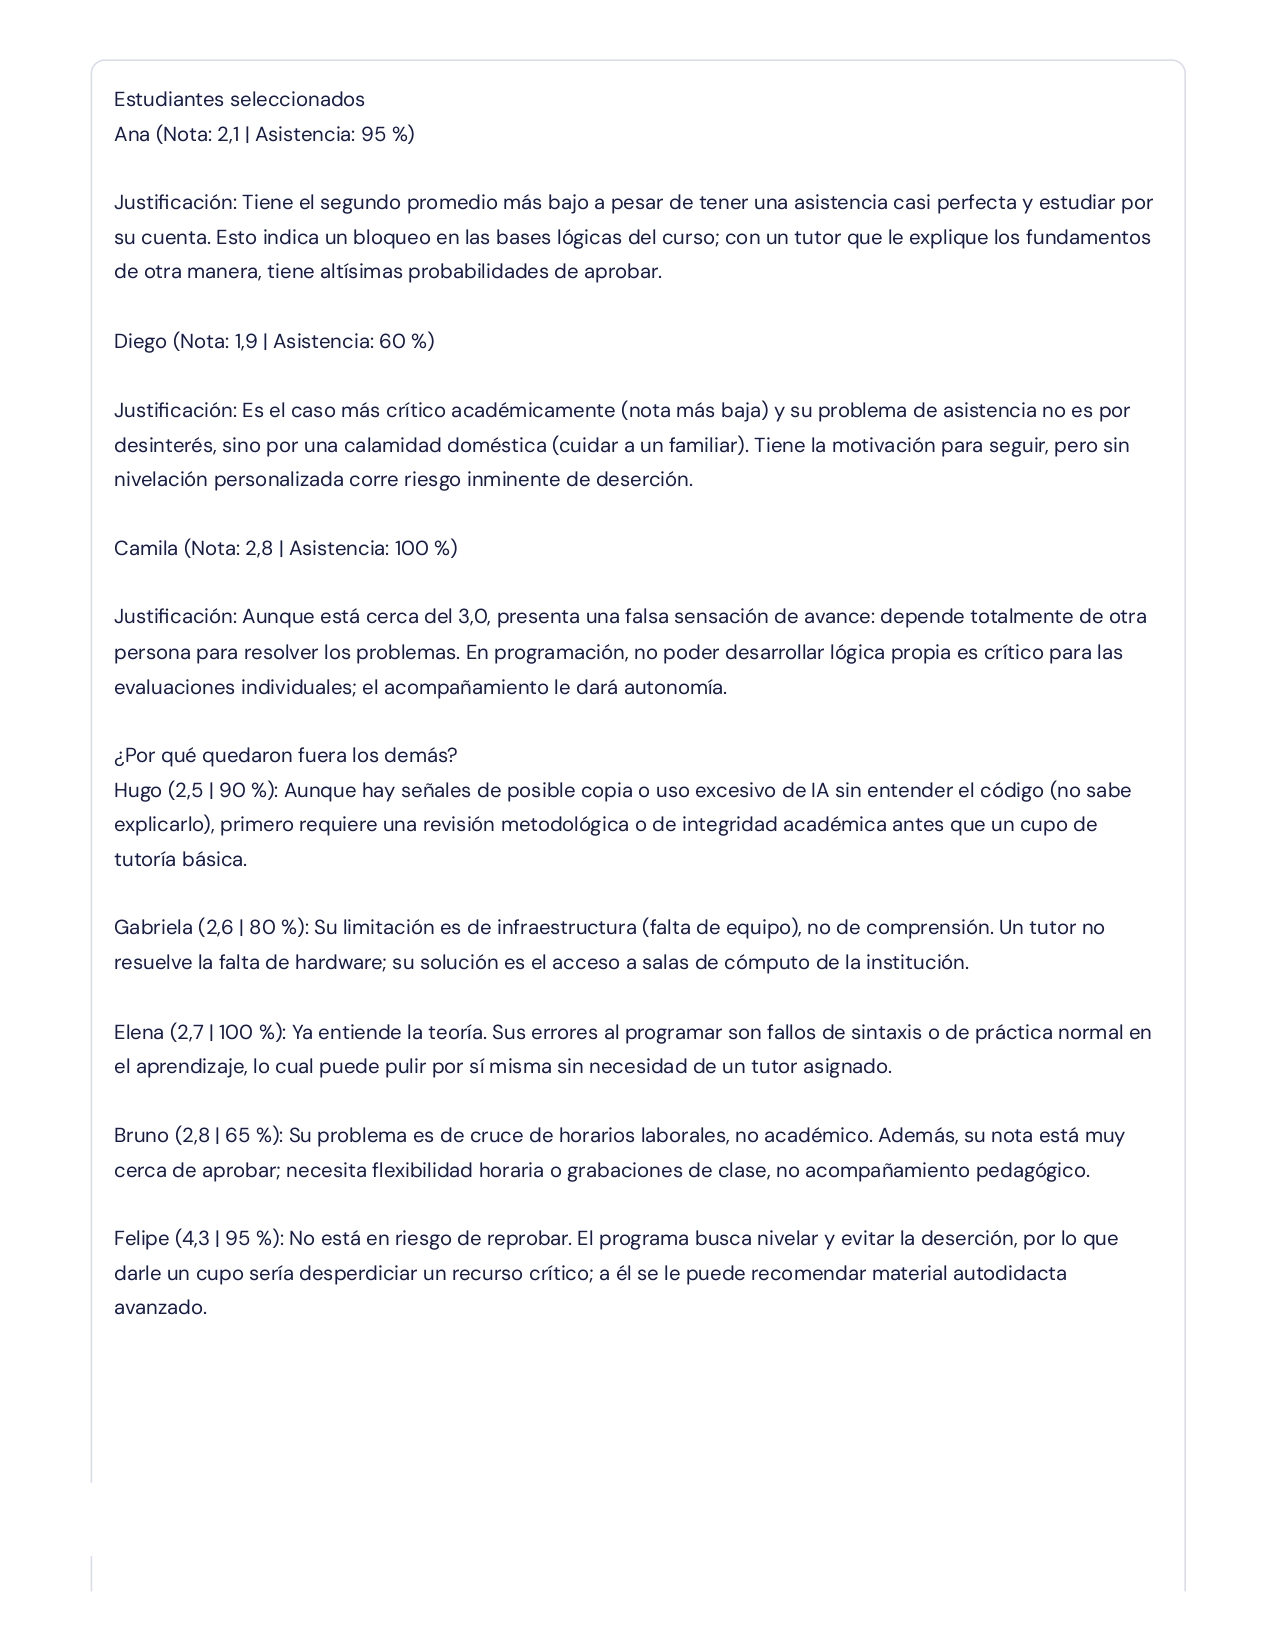 Estudiantes seleccionados
Ana (Nota: 2,1 | Asistencia: 95 %)
Justificación: Tiene el segundo promedio más bajo a pesar de tener una asistencia casi perfecta y estudiar por
su cuenta. Esto indica un bloqueo en las bases lógicas del curso; con un tutor que le explique los fundamentos
de otra manera, tiene altísimas probabilidades de aprobar.
Diego (Nota: 1,9 | Asistencia: 60 %)
Justificación: Es el caso más crítico académicamente (nota más baja) y su problema de asistencia no es por
desinterés, sino por una calamidad doméstica (cuidar a un familiar). Tiene la motivación para seguir, pero sin
nivelación personalizada corre riesgo inminente de deserción.
Camila (Nota: 2,8 | Asistencia: 100 %)
Justificación: Aunque está cerca del 3,0, presenta una falsa sensación de avance: depende totalmente de otra
persona para resolver los problemas. En programación, no poder desarrollar lógica propia es crítico para las
evaluaciones individuales; el acompañamiento le dará autonomía.
¿Por qué quedaron fuera los demás?
Hugo (2,5 | 90 %): Aunque hay señales de posible copia o uso excesivo de IA sin entender el código (no sabe
explicarlo), primero requiere una revisión metodológica o de integridad académica antes que un cupo de
tutoría básica.
Gabriela (2,6 | 80 %): Su limitación es de infraestructura (falta de equipo), no de comprensión. Un tutor no
resuelve la falta de hardware; su solución es el acceso a salas de cómputo de la institución.
Elena (2,7 | 100 %): Ya entiende la teoría. Sus errores al programar son fallos de sintaxis o de práctica normal en
el aprendizaje, lo cual puede pulir por sí misma sin necesidad de un tutor asignado.
Bruno (2,8 | 65 %): Su problema es de cruce de horarios laborales, no académico. Además, su nota está muy
cerca de aprobar; necesita flexibilidad horaria o grabaciones de clase, no acompañamiento pedagógico.
Felipe (4,3 | 95 %): No está en riesgo de reprobar. El programa busca nivelar y evitar la deserción, por lo que
darle un cupo sería desperdiciar un recurso crítico; a él se le puede recomendar material autodidacta
avanzado.